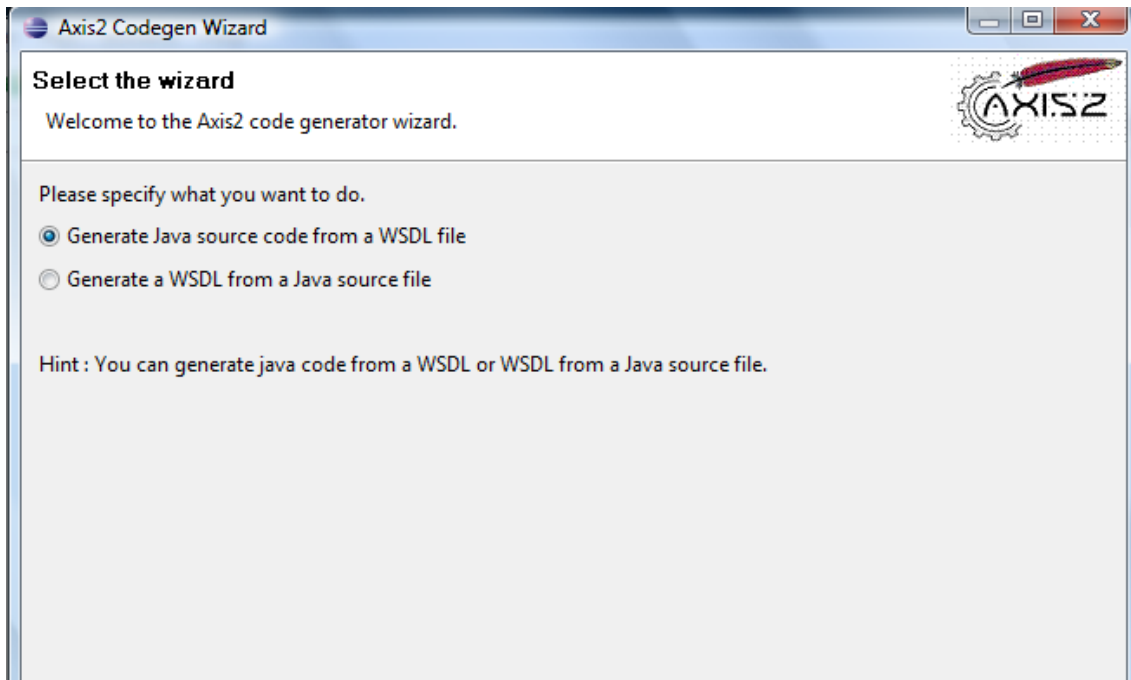 Axis2 Codegen Wizard
Select the wizard
Welcome to the Axis2 code generator wizard.
AXIS2
Please specify what you want to do.
Generate Java source code from a WSDL file
Generate a WSDL from a Java source file
Hint : You can generate java code from a WSDL or WSDL from a Java source file.